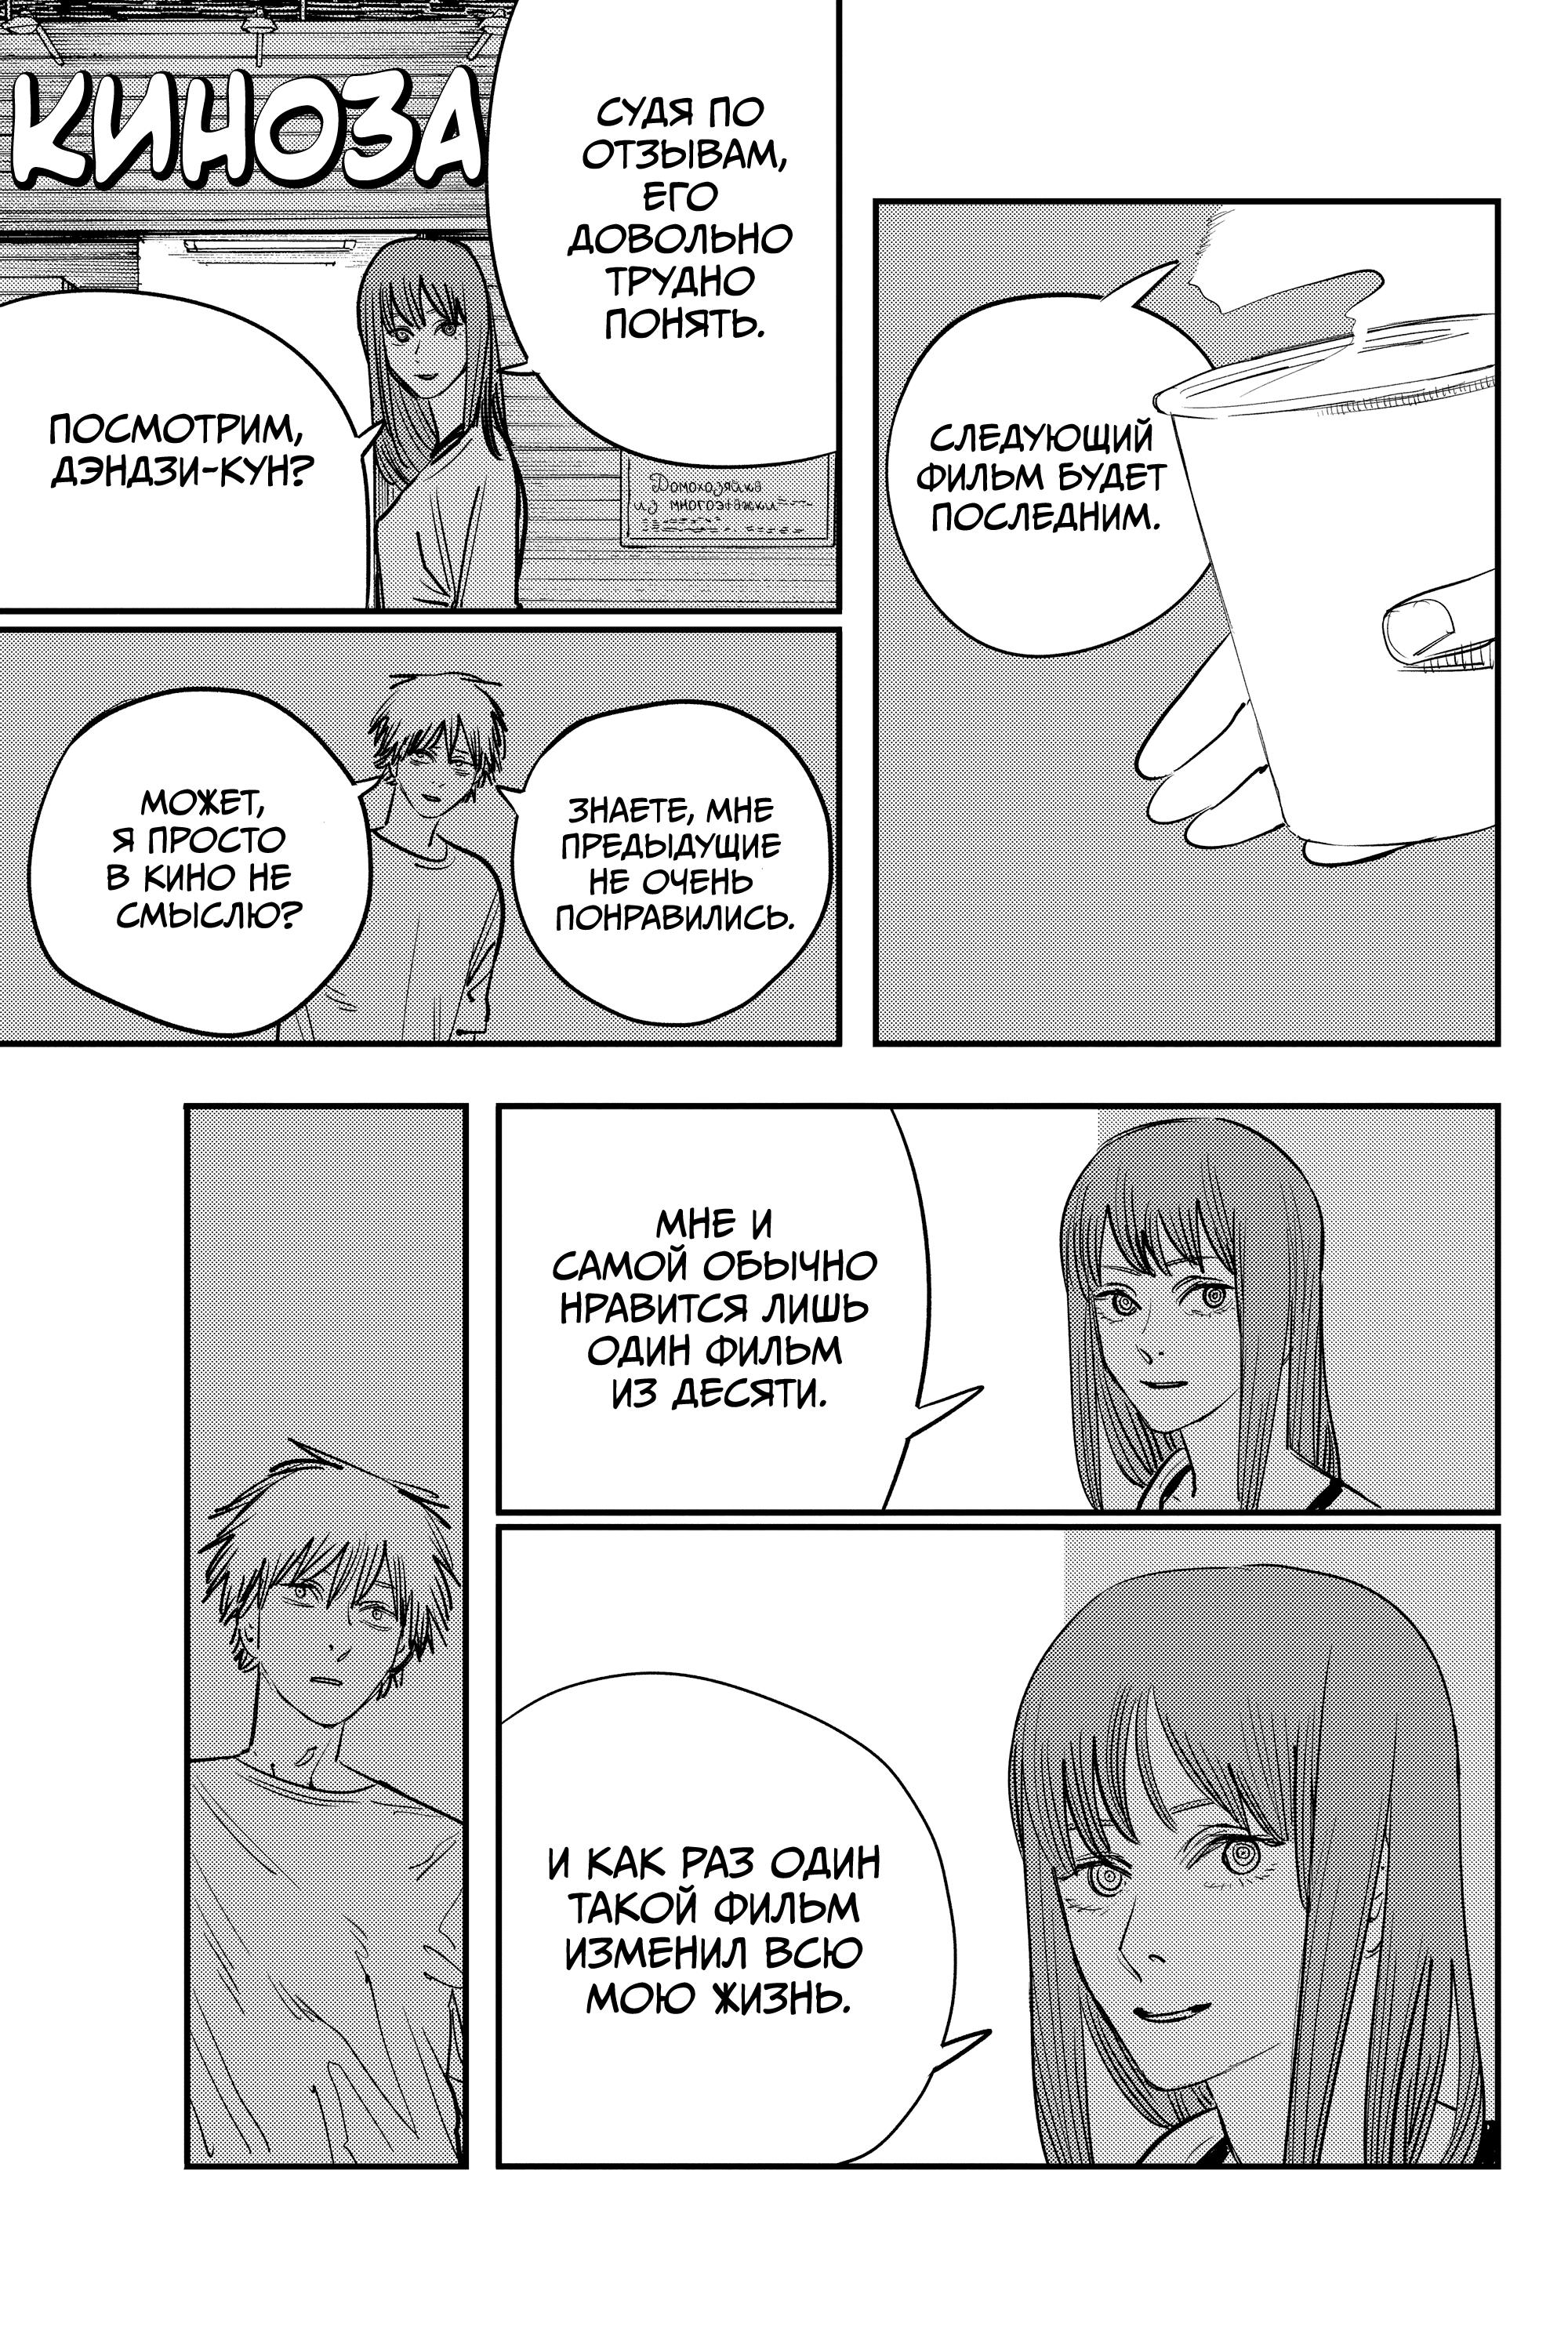 СЛЕДУЮЩИЙ
ФИЛЬМ БУДЕТ
ПОСЛЕДНИМ.
КИНОЗА
СУДЯ ПО
ОТЗЫВАМ,
ЕГО
ДОВОЛЬНО
ТРУДНО
ПОНЯТЬ.
ПОСМОТРИМ,
ДЭНДЗИ-КУН?
Домохозяйка
из многоэтажки
ЗНАЕТЕ, МНЕ
ПРЕДЫДУЩИЕ
НЕ ОЧЕНЬ
ПОНРАВИЛИСЬ.
МОЖЕТ,
Я ПРОСТО
В КИНО НЕ
СМЫСЛЮ?
МНЕ И
САМОЙ ОБЫЧНО
НРАВИТСЯ ЛИШЬ
ОДИН ФИЛЬМ
ИЗ ДЕСЯТИ.
И КАК РАЗ ОДИН
ТАКОЙ ФИЛЬМ
ИЗМЕНИЛ ВСЮ
МОЮ ЖИЗНЬ.